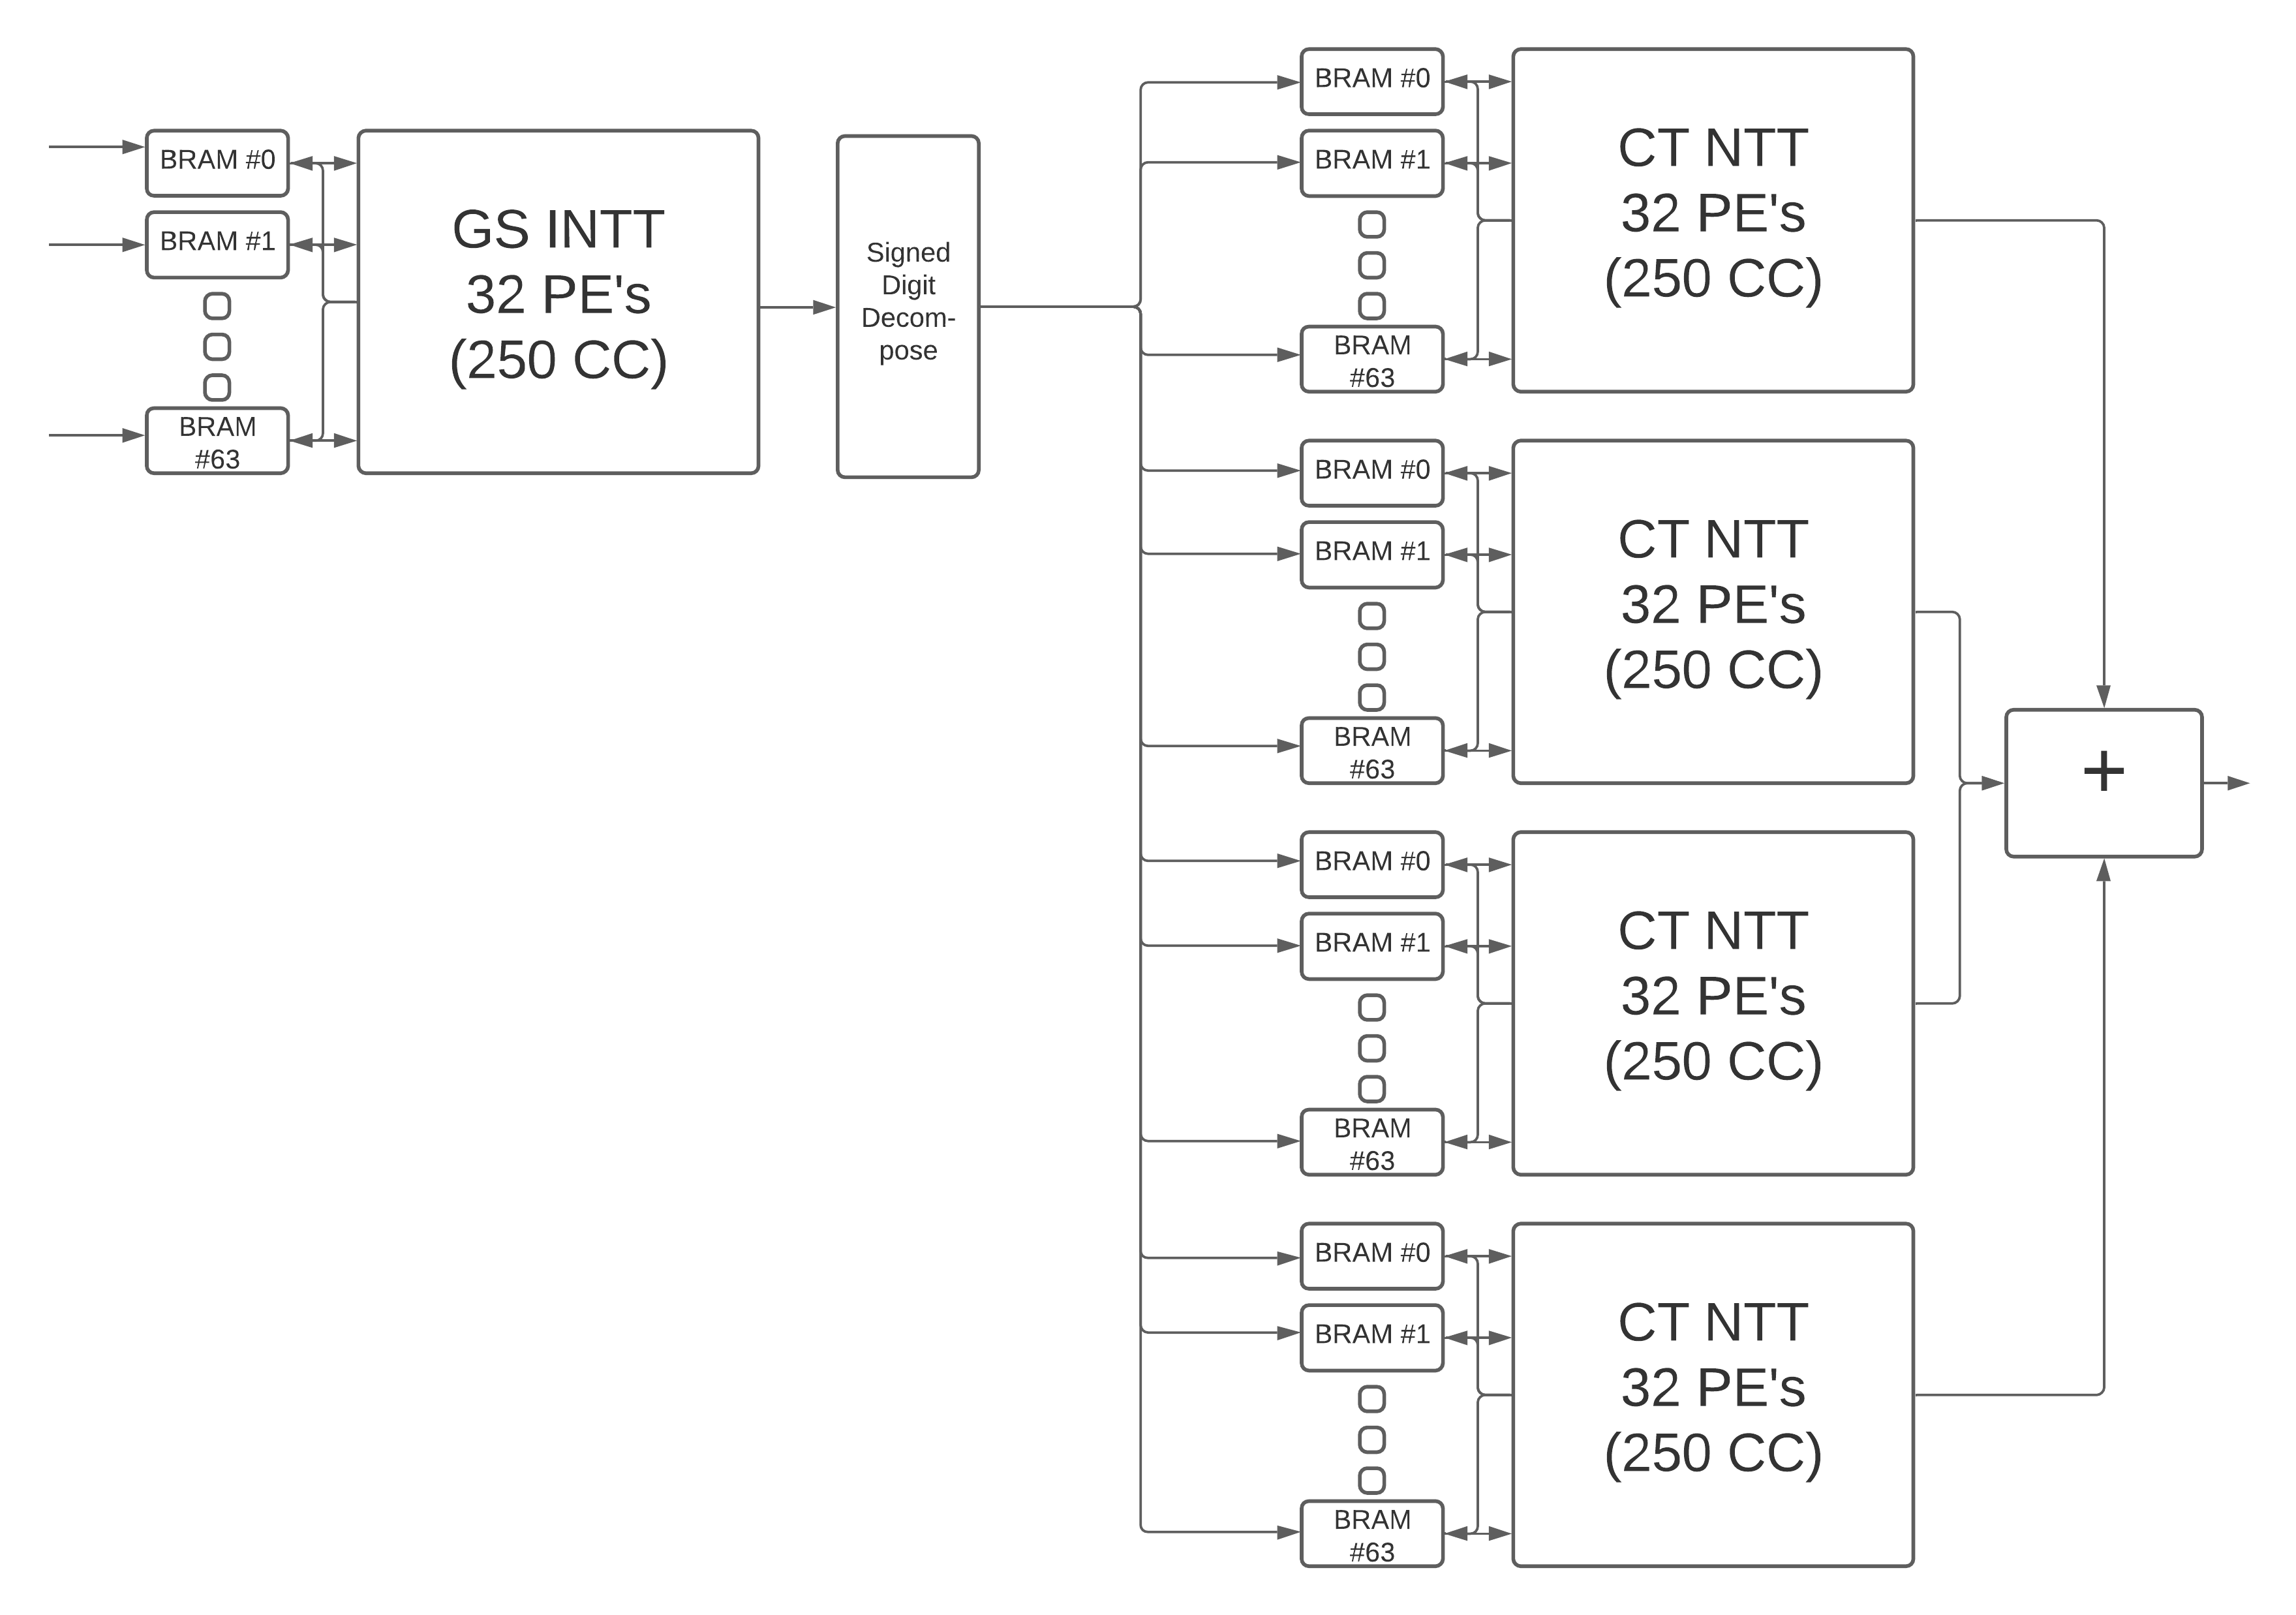 BRAM #0
BRAM #1
BRAM
#63
GS INTT
32 PE's
(250 CC)
Signed
Digit
Decom-
pose
BRAM #0
BRAM #1
BRAM
#63
CT NTT
32 PE's
(250 CC)
BRAM #0
BRAM #1
BRAM
#63
CT NTT
32 PE's
(250 CC)
BRAM #0
BRAM #1
BRAM
#63
CT NTT
32 PE's
(250 CC)
BRAM #0
BRAM #1
BRAM
#63
CT NTT
32 PE's
(250 CC)
+